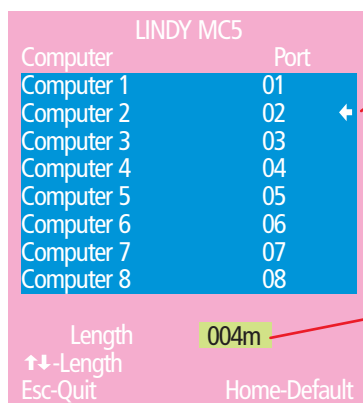 LINDY MC5
Computer Port
Computer 1 01
Computer 2 02
Computer 3 03
Computer 4 04
Computer 5 05
Computer 6 06
Computer 7 07
Computer 8 08
Length 004m
↑↓-Length
Esc-Quit Home-Default